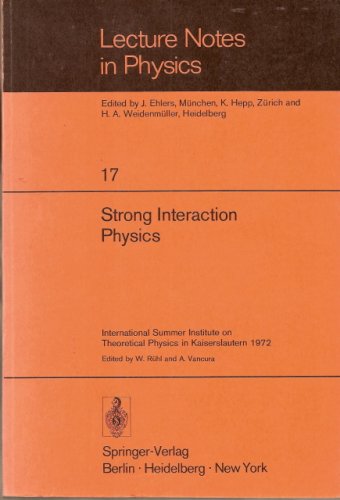 Lecture Notes
in Physics
Edited by J. Ehlers, München, K. Hepp, Zürich and
H. A. Weidenmüller, Heidelberg
17
Strong Interaction
Physics
International Summer Institute on
Theoretical Physics in Kaiserslautern 1972
Edited by W. Rühl and A. Vancura
Springer-Verlag
Berlin · Heidelberg · New York